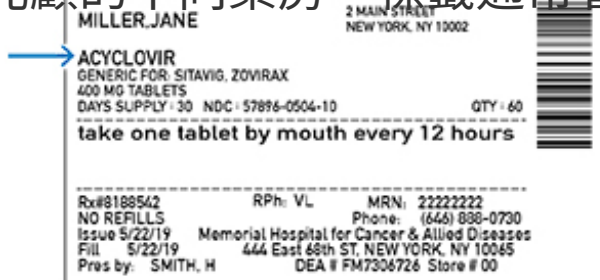 MILLER,JANE
2 MAIN STREET
NEW YORK, NY 10002
ACYCLOVIR
GENERIC FOR: SITAVIG, ZOVIRAX
400 MG TABLETS
DAYS SUPPLY: 30 NDC: 57896-0504-10 QTY: 60
take one tablet by mouth every 12 hours
Rx#8188542 RPh: VL MRN: 22222222
NO REFILLS Phone: (646) 888-0730
Issue 5/22/19 Memorial Hospital for Cancer & Allied Diseases
Fill 5/22/19 444 East 68th ST, NEW YORK, NY 10065
Pres by: SMITH, H DEA # FM7306726 Store # 00